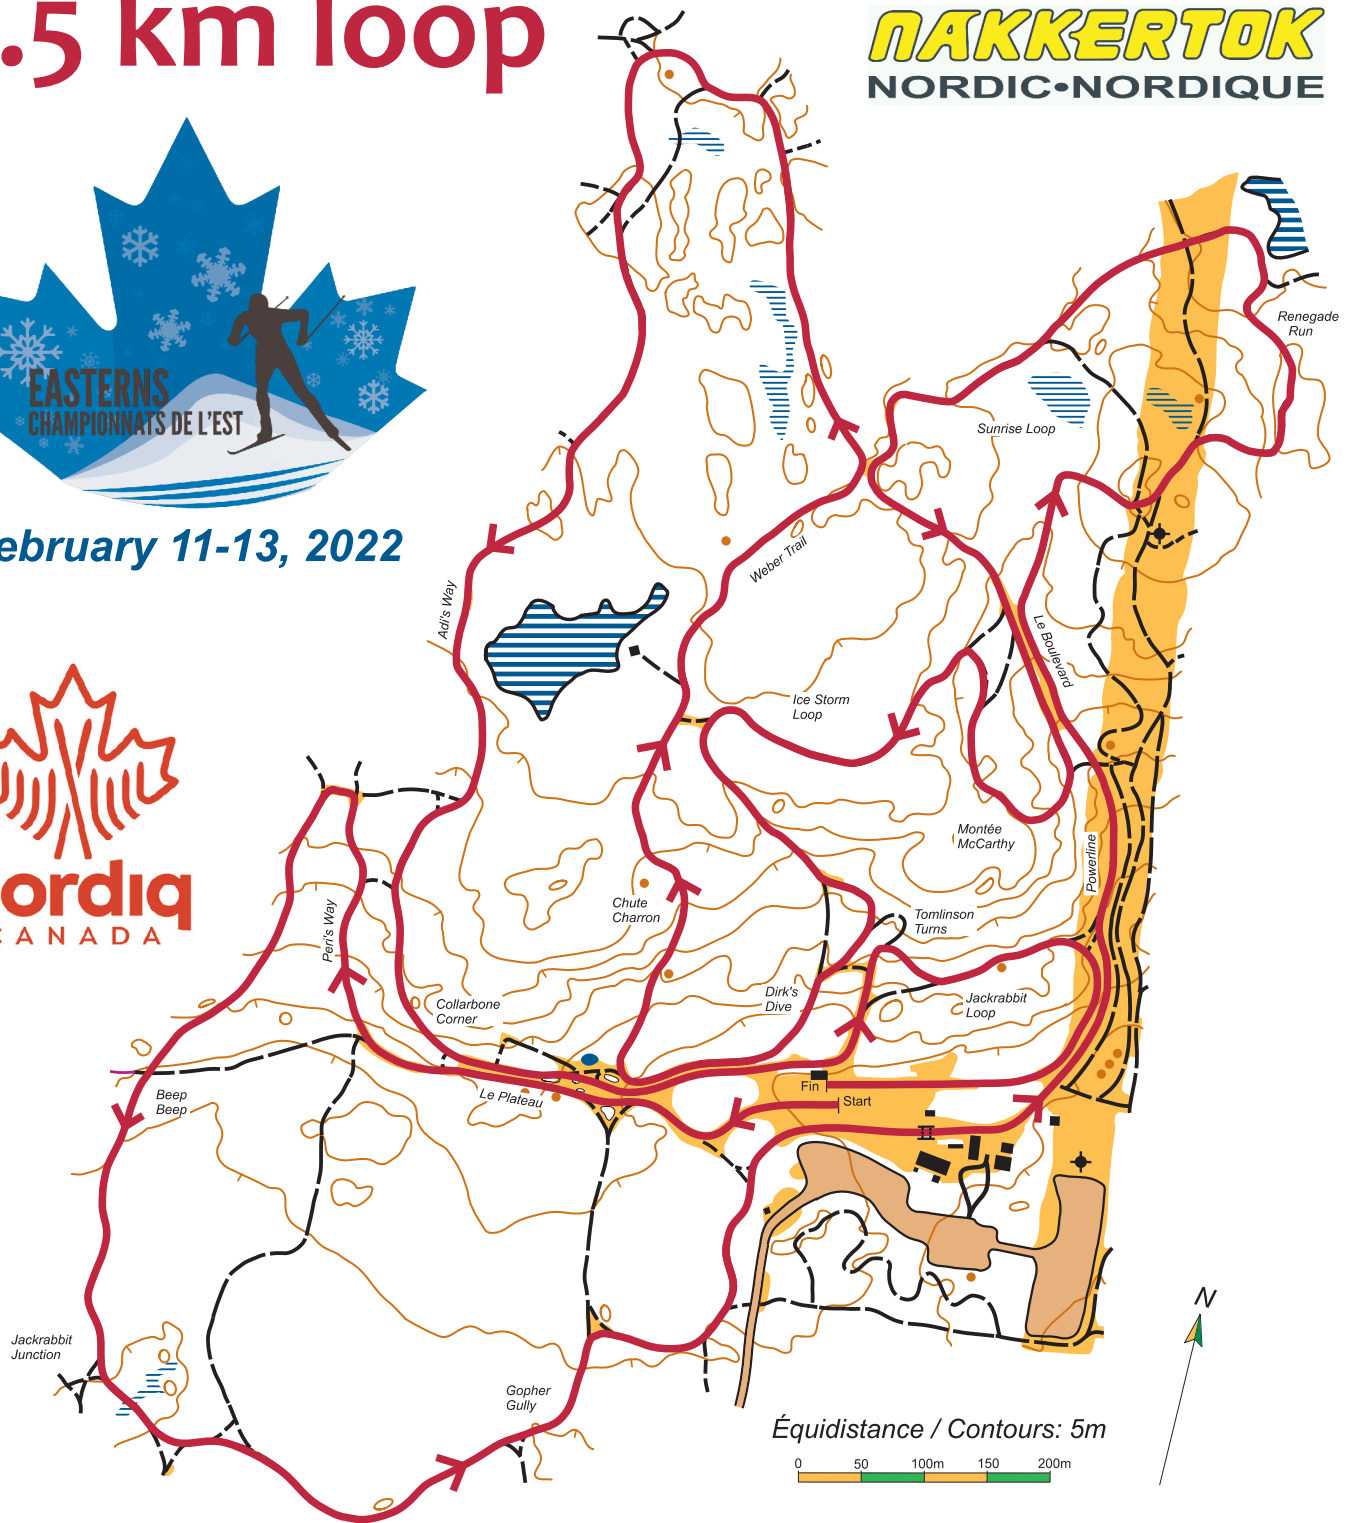 .5 km loop
NAKKERTOK
NORDIC•NORDIQUE
EASTERNS
CHAMPIONNATS DE L'EST
ebruary 11-13, 2022
ordiq
CANADA
Renegade
Run
Sunrise Loop
Weber Trail
Adi's Way
Le Boulevard
Ice Storm
Loop
Montée
McCarthy
Powerline
Chute
Charron
Tomlinson
Turns
Peri's Way
Dirk's
Dive
Jackrabbit
Loop
Collarbone
Corner
Beep
Beep
Le Plateau
Fin
Start
Jackrabbit
Junction
Gopher
Gully
N
Équidistance / Contours: 5m
0 50 100m 150 200m